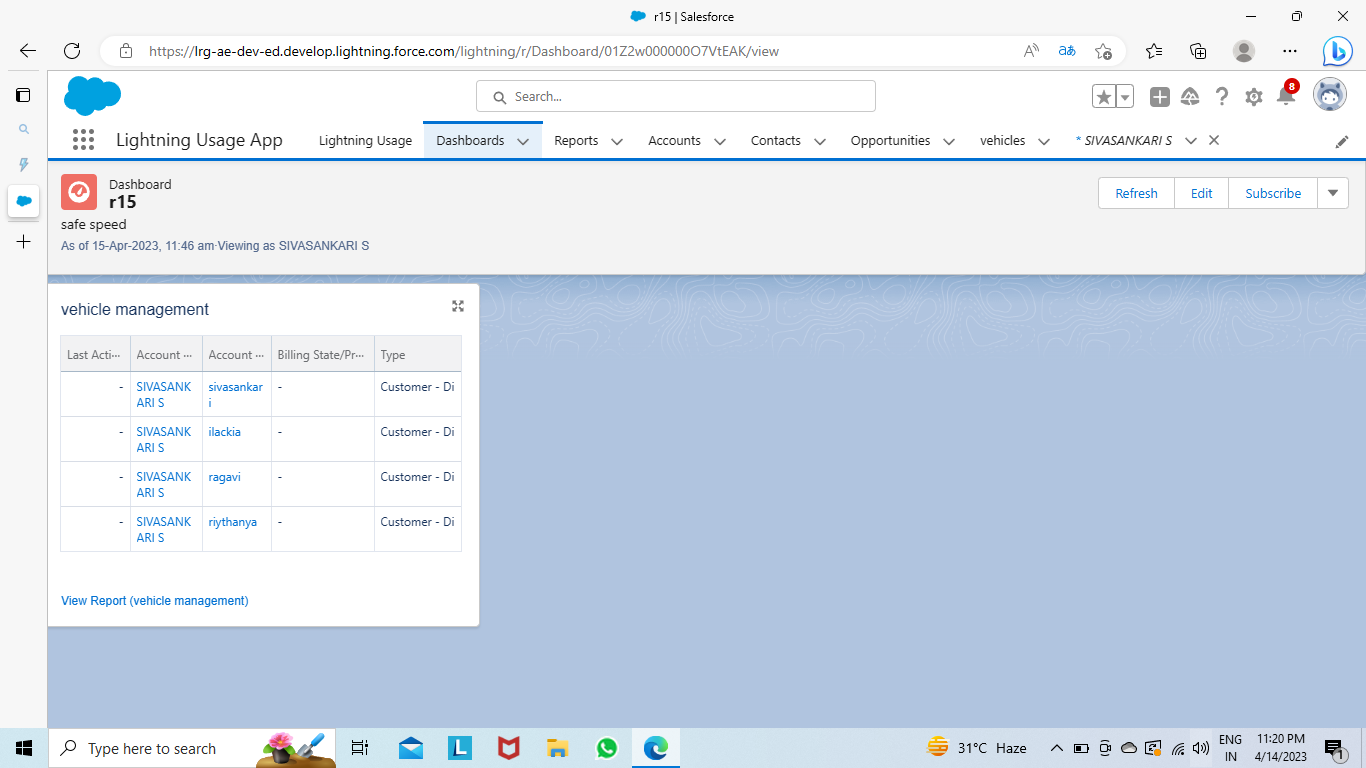 r15 | Salesforce
https://lrg-ae-dev-ed.develop.lightning.force.com/lightning/r/Dashboard/01Z2w000000O7VtEAK/view
Search...
8
Lightning Usage App
Lightning Usage
Dashboards
Reports
Accounts
Contacts
Opportunities
vehicles
* SIVASANKARI S
Dashboard
r15
safe speed
As of 15-Apr-2023, 11:46 am·Viewing as SIVASANKARI S
Refresh
Edit
Subscribe
vehicle management
Last Acti... Account ... Account ... Billing State/Pr... Type
- SIVASANK sivasankar - Customer - Di
ARI S i
- SIVASANK ilackia - Customer - Di
ARI S
- SIVASANK ragavi - Customer - Di
ARI S
- SIVASANK riythanya - Customer - Di
ARI S
View Report (vehicle management)
Type here to search
L
31°C Haze
ENG
IN
11:20 PM
4/14/2023
1